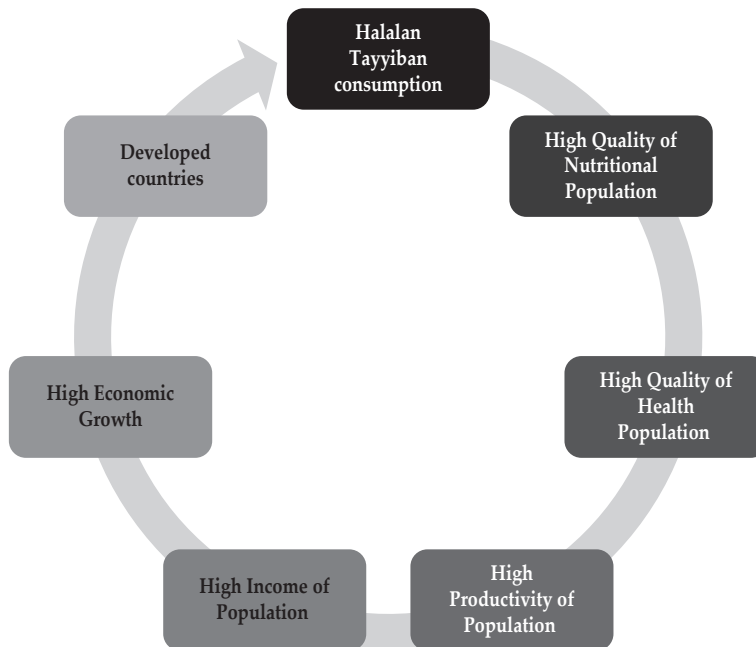 Halalan
Tayyiban
consumption
High Quality of
Nutritional
Population
High Quality of
Health
Population
High
Productivity of
Population
High Income of
Population
High Economic
Growth
Developed
countries